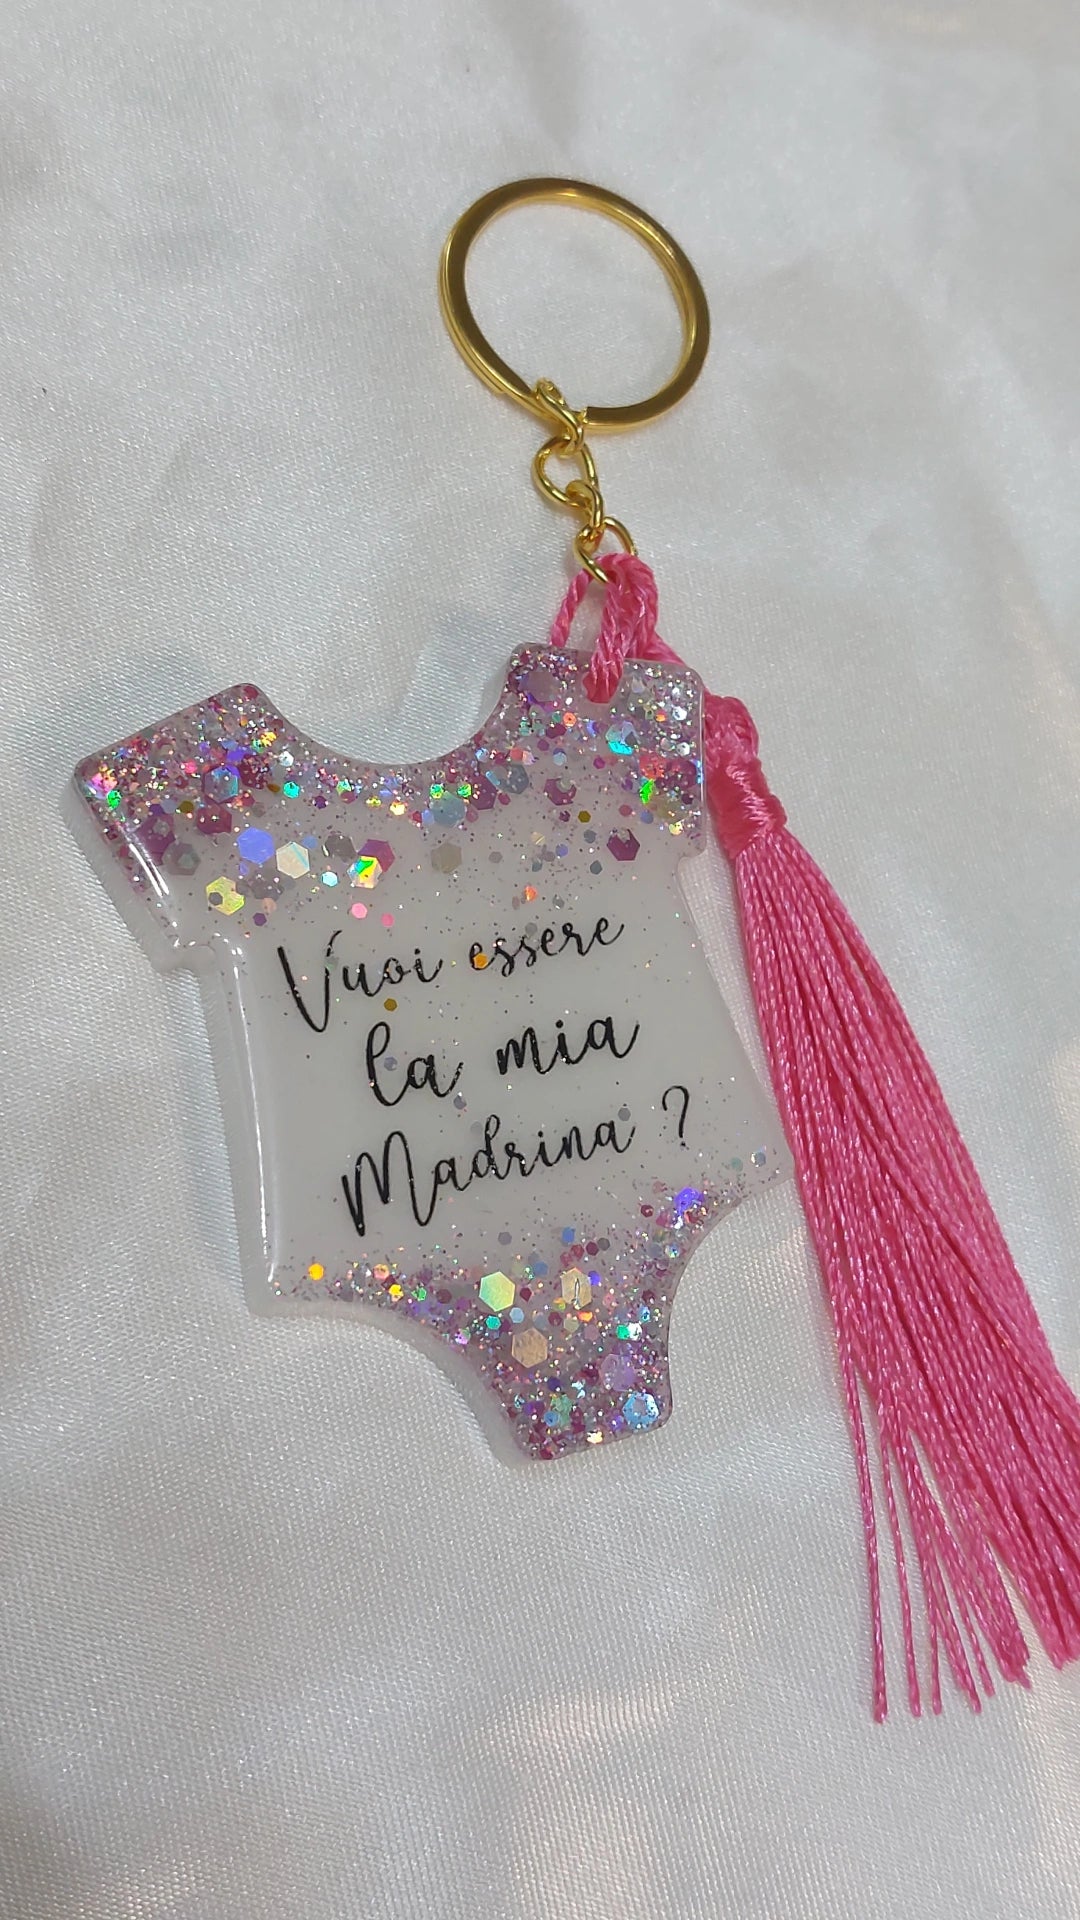 Vuoi essere
la mia
Madrina ?